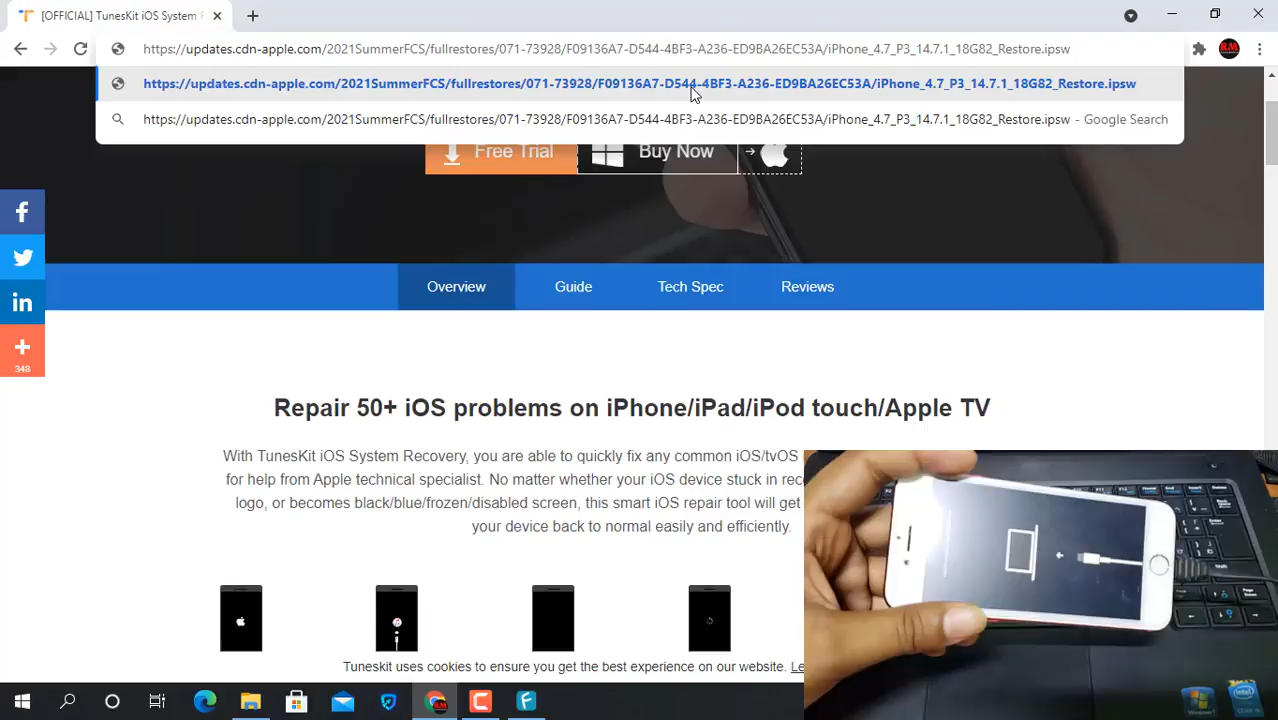 [OFFICIAL] TunesKit iOS System F
https://updates.cdn-apple.com/2021SummerFCS/fullrestores/071-73928/F09136A7-D544-4BF3-A236-ED9BA26EC53A/iPhone_4.7_P3_14.7.1_18G82_Restore.ipsw
https://updates.cdn-apple.com/2021SummerFCS/fullrestores/071-73928/F09136A7-D544-4BF3-A236-ED9BA26EC53A/iPhone_4.7_P3_14.7.1_18G82_Restore.ipsw
https://updates.cdn-apple.com/2021SummerFCS/fullrestores/071-73928/F09136A7-D544-4BF3-A236-ED9BA26EC53A/iPhone_4.7_P3_14.7.1_18G82_Restore.ipsw - Google Search
Free Trial Buy Now
Overview Guide Tech Spec Reviews
348
Repair 50+ iOS problems on iPhone/iPad/iPod touch/Apple TV
With TunesKit iOS System Recovery, you are able to quickly fix any common iOS/tvOS
for help from Apple technical specialist. No matter whether your iOS device stuck in rec
logo, or becomes black/blue/frozen/disabled screen, this smart iOS repair tool will get
your device back to normal easily and efficiently.
Tuneskit uses cookies to ensure you get the best experience on our website. Le